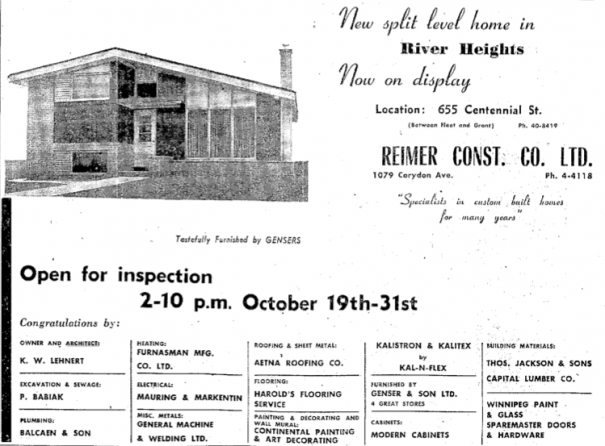 New split level home in
River Heights
Now on display
Location: 655 Centennial St.
(Between Fleet and Grant) Ph. 40-8419
REIMER CONST. CO. LTD.
1079 Corydon Ave. Ph. 4-4118
"Specialists in custom built homes
for many years"
Tastefully Furnished by GENSERS
Open for inspection
2-10 p.m. October 19th-31st
Congratulations by:
OWNER AND ARCHITECT:
K. W. LEHNERT
EXCAVATION & SEWAGE:
P. BABIAK
PLUMBING:
BALCAEN & SON
HEATING:
FURNASMAN MFG.
CO. LTD.
ELECTRICAL:
MAURING & MARKENTIN
MISC. METALS:
GENERAL MACHINE
& WELDING LTD.
ROOFING & SHEET METAL:
AETNA ROOFING CO.
FLOORING:
HAROLD'S FLOORING
SERVICE
PAINTING & DECORATING AND
WALL MURAL:
CONTINENTAL PAINTING
& ART DECORATING
KALISTRON & KALITEX
by
KAL-N-FLEX
FURNISHED BY
GENSER & SON LTD.
4 GREAT STORES
CABINETS:
MODERN CABINETS
BUILDING MATERIALS:
THOS. JACKSON & SONS
CAPITAL LUMBER CO.
WINNIPEG PAINT
& GLASS
SPAREMASTER DOORS
& HARDWARE